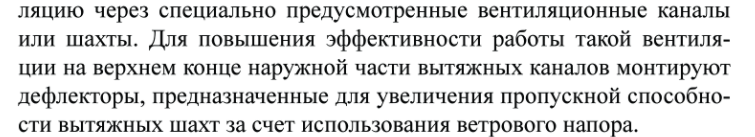 ляцию через специально предусмотренные вентиляционные каналы
или шахты. Для повышения эффективности работы такой вентиля-
ции на верхнем конце наружной части вытяжных каналов монтируют
дефлекторы, предназначенные для увеличения пропускной способно-
сти вытяжных шахт за счет использования ветрового напора.